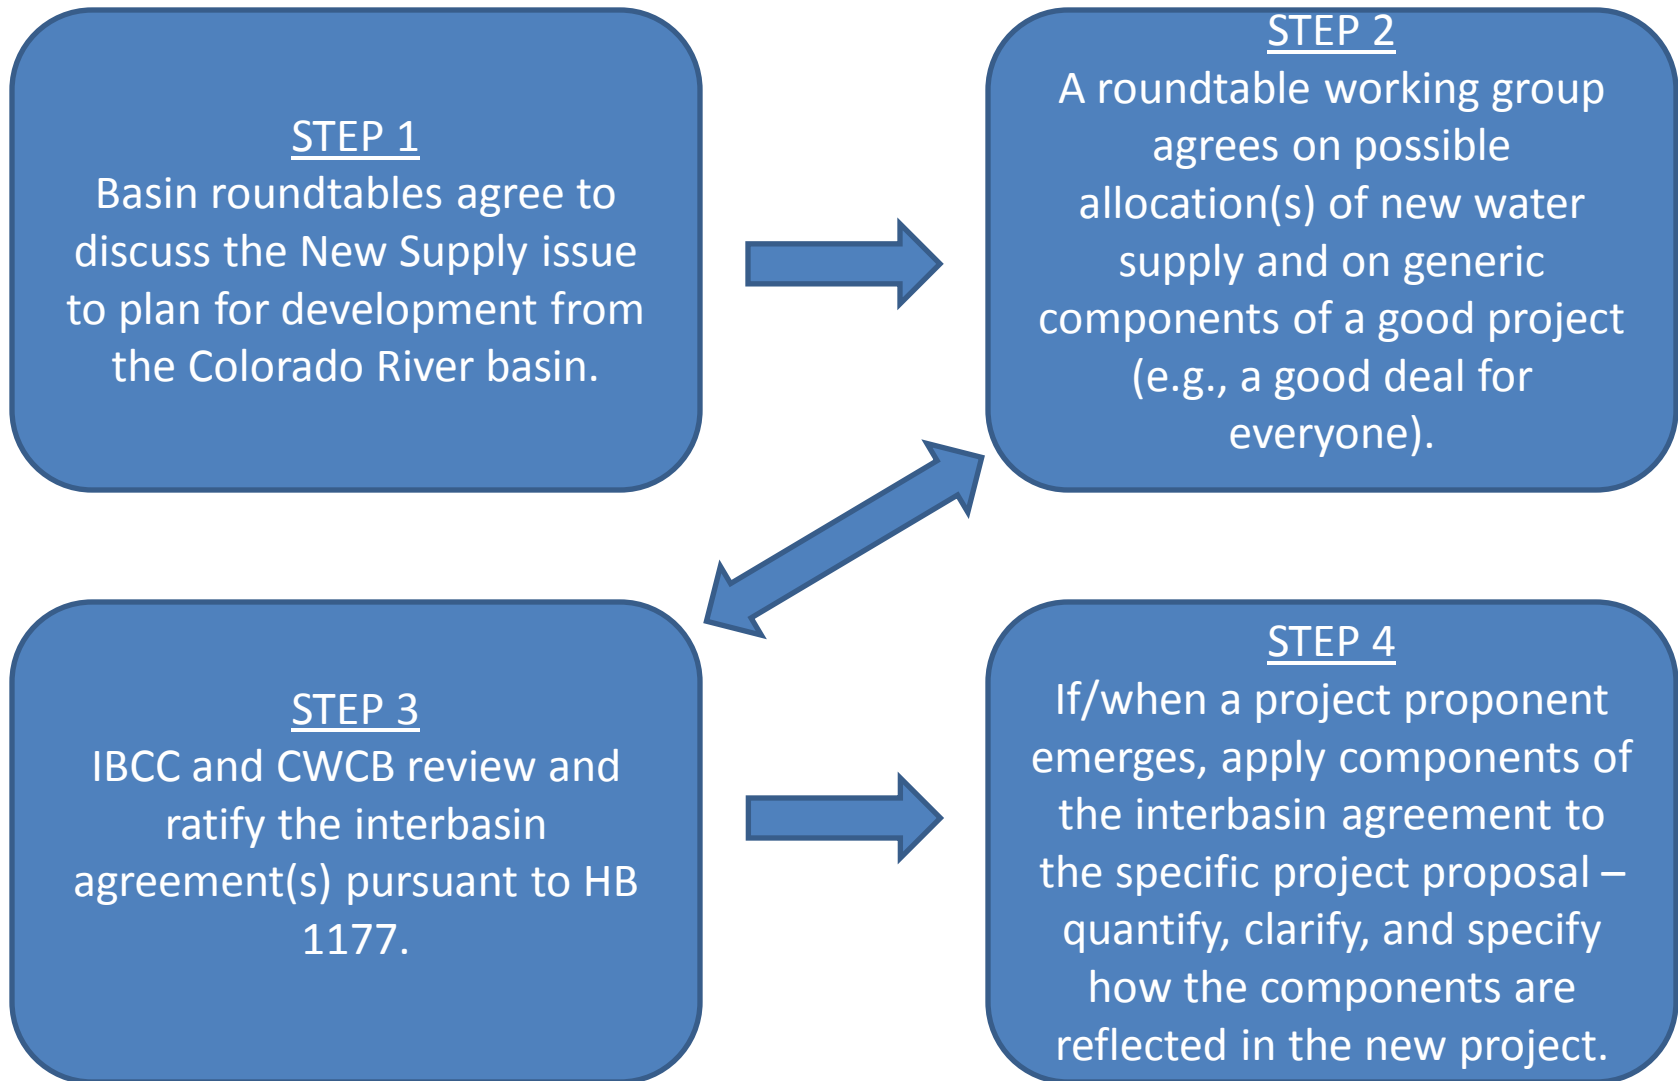 STEP 1
Basin roundtables agree to
discuss the New Supply issue
to plan for development from
the Colorado River basin.
STEP 2
A roundtable working group
agrees on possible
allocation(s) of new water
supply and on generic
components of a good project
(e.g., a good deal for
everyone).
STEP 3
IBCC and CWCB review and
ratify the interbasin
agreement(s) pursuant to HB
1177.
STEP 4
If/when a project proponent
emerges, apply components of
the interbasin agreement to
the specific project proposal –
quantify, clarify, and specify
how the components are
reflected in the new project.